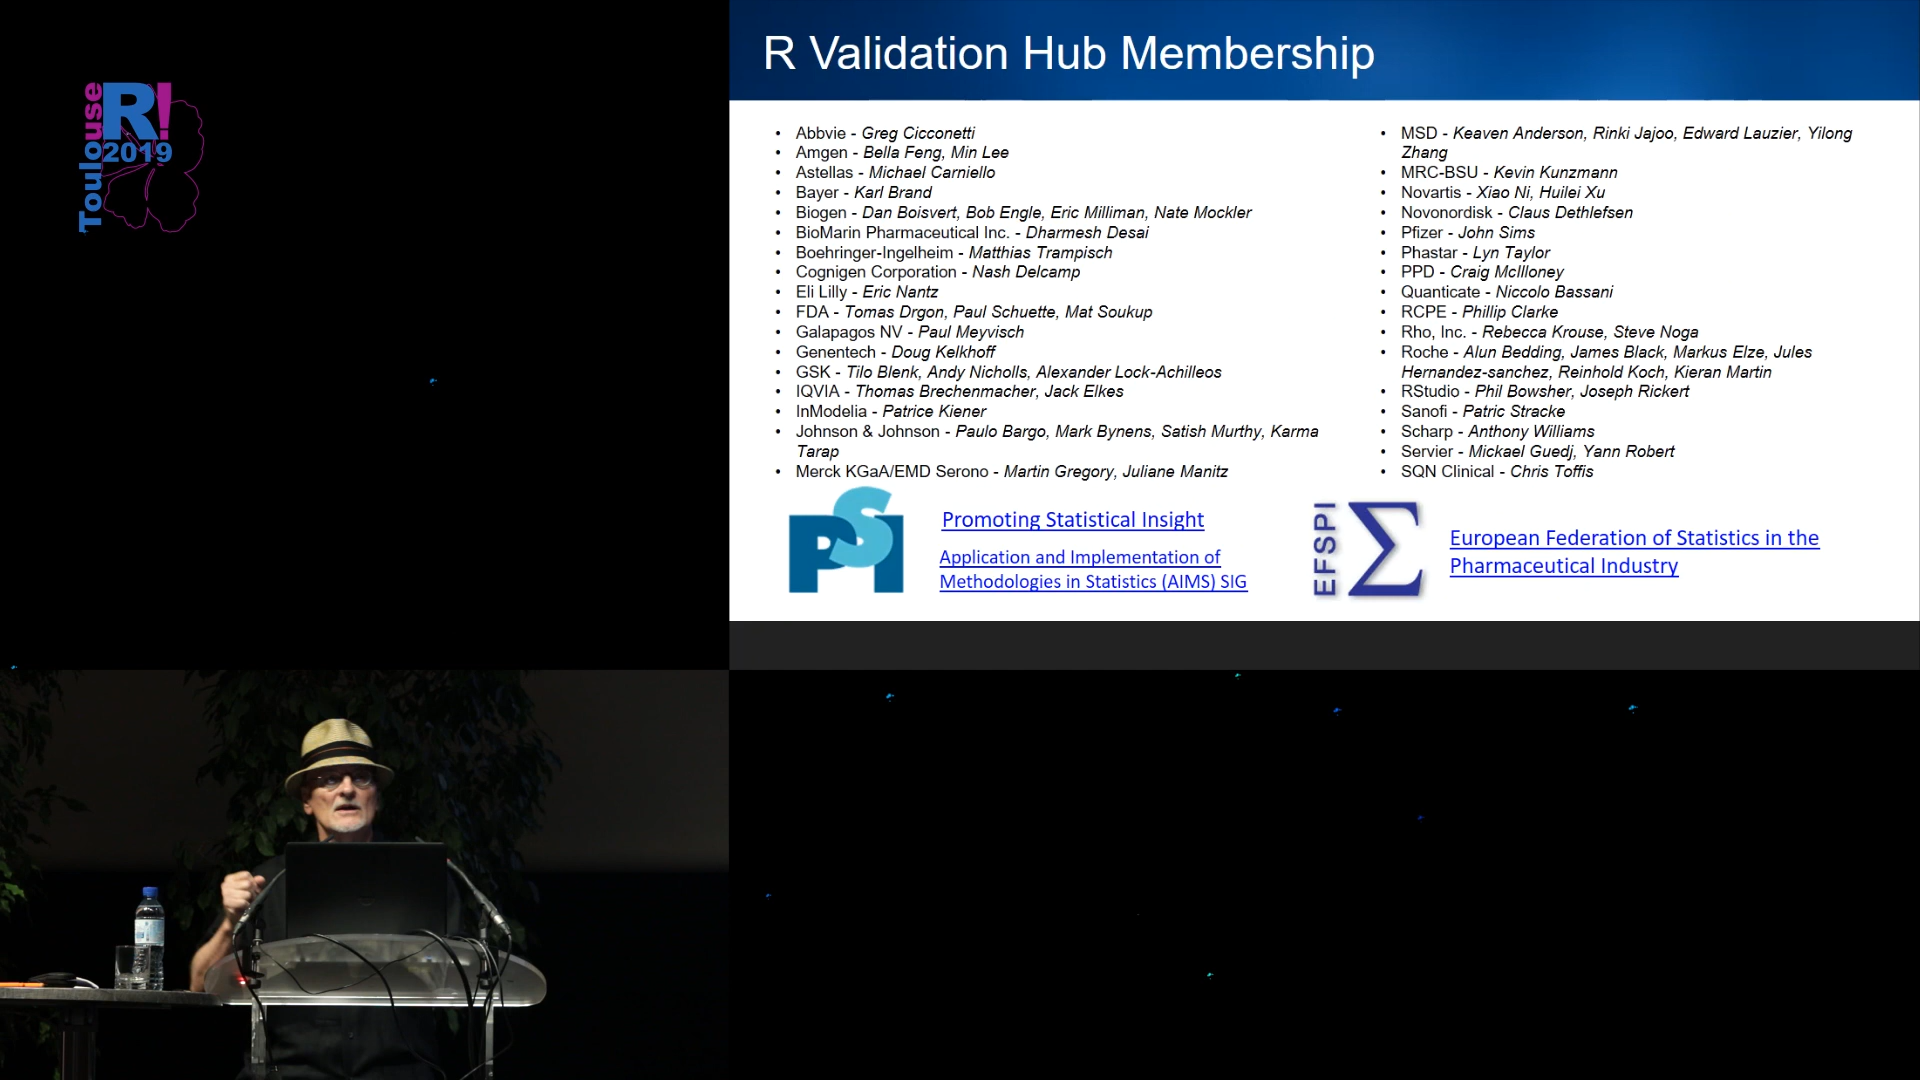 Toulouse
R!
2019
R Validation Hub Membership
• Abbvie - Greg Cicconetti
• Amgen - Bella Feng, Min Lee
• Astellas - Michael Carniello
• Bayer - Karl Brand
• Biogen - Dan Boisvert, Bob Engle, Eric Milliman, Nate Mockler
• BioMarin Pharmaceutical Inc. - Dharmesh Desai
• Boehringer-Ingelheim - Matthias Trampisch
• Cognigen Corporation - Nash Delcamp
• Eli Lilly - Eric Nantz
• FDA - Tomas Drgon, Paul Schuette, Mat Soukup
• Galapagos NV - Paul Meyvisch
• Genentech - Doug Kelkhoff
• GSK - Tilo Blenk, Andy Nicholls, Alexander Lock-Achilleos
• IQVIA - Thomas Brechenmacher, Jack Elkes
• InModelia - Patrice Kiener
• Johnson & Johnson - Paulo Bargo, Mark Bynens, Satish Murthy, Karma
Tarap
• Merck KGaA/EMD Serono - Martin Gregory, Juliane Manitz
• MSD - Keaven Anderson, Rinki Jajoo, Edward Lauzier, Yilong
Zhang
• MRC-BSU - Kevin Kunzmann
• Novartis - Xiao Ni, Huilei Xu
• Novonordisk - Claus Dethlefsen
• Pfizer - John Sims
• Phastar - Lyn Taylor
• PPD - Craig McIlloney
• Quanticate - Niccolo Bassani
• RCPE - Phillip Clarke
• Rho, Inc. - Rebecca Krouse, Steve Noga
• Roche - Alun Bedding, James Black, Markus Elze, Jules
Hernandez-sanchez, Reinhold Koch, Kieran Martin
• RStudio - Phil Bowsher, Joseph Rickert
• Sanofi - Patric Stracke
• Scharp - Anthony Williams
• Servier - Mickael Guedj, Yann Robert
• SQN Clinical - Chris Toffis
PSI
Promoting Statistical Insight
Application and Implementation of
Methodologies in Statistics (AIMS) SIG
EFSPI
Σ
European Federation of Statistics in the
Pharmaceutical Industry